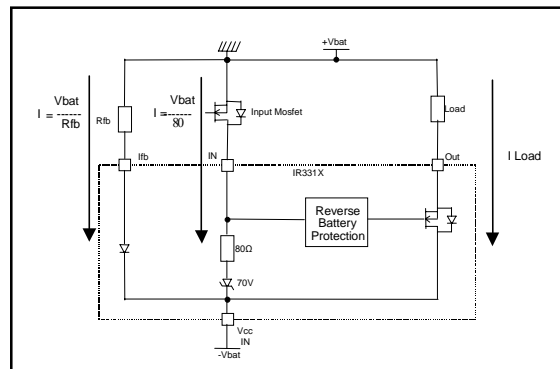 +Vbat
I = Vbat
------
Rfb
Rfb
I = Vbat
------
80
Input Mosfet
Load
Ifb
IN
Out
IR331X
I Load
Reverse
Battery
Protection
80Ω
70V
Vcc
IN
-Vbat